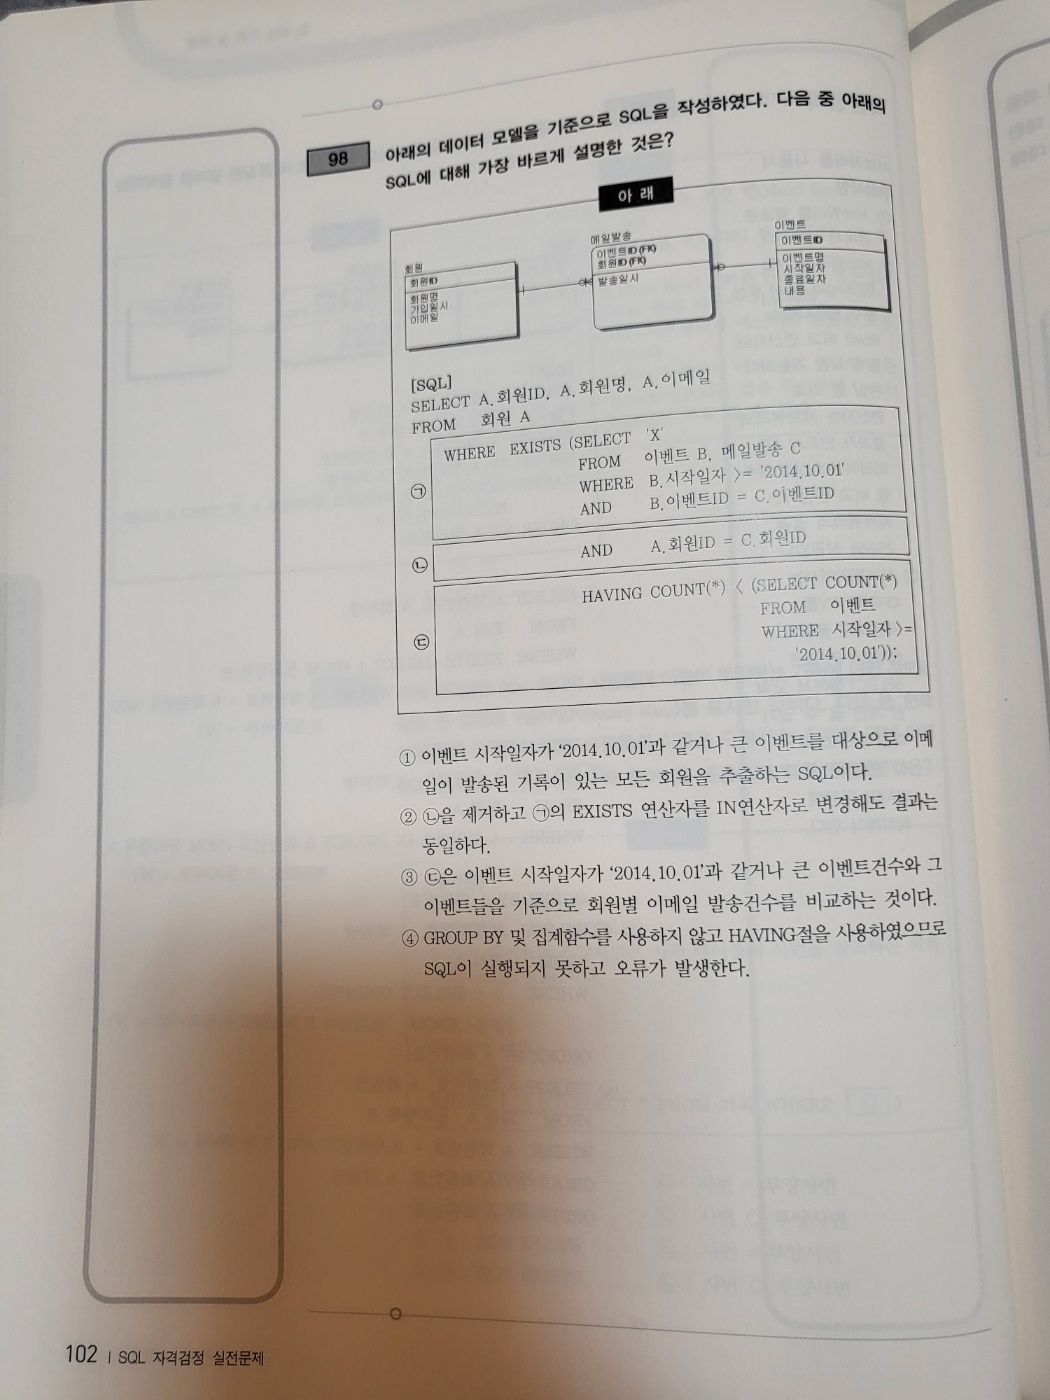 98
아래의 데이터 모델을 기준으로 SQL을 작성하였다. 다음 중 아래의
SQL에 대해 가장 바르게 설명한 것은?
아 래
회원
회원ID
회원명
가입일시
이메일
메일발송
이벤트ID(FK)
회원ID(FK)
발송일시
이벤트
이벤트ID
이벤트명
시작일자
종료일자
내용
[SQL]
SELECT A.회원ID, A.회원명, A.이메일
FROM 회원 A
㉠
WHERE EXISTS (SELECT 'X'
FROM 이벤트 B, 메일발송 C
WHERE B.시작일자 >= '2014.10.01'
AND B.이벤트ID = C.이벤트ID
㉡
AND A.회원ID = C.회원ID
㉢
HAVING COUNT(*) < (SELECT COUNT(*)
FROM 이벤트
WHERE 시작일자 >=
'2014.10.01'));
① 이벤트 시작일자가 '2014.10.01'과 같거나 큰 이벤트를 대상으로 이메
일이 발송된 기록이 있는 모든 회원을 추출하는 SQL이다.
② ㉡을 제거하고 ㉠의 EXISTS 연산자를 IN연산자로 변경해도 결과는
동일하다.
③ ㉢은 이벤트 시작일자가 '2014.10.01'과 같거나 큰 이벤트건수와 그
이벤트들을 기준으로 회원별 이메일 발송건수를 비교하는 것이다.
④ GROUP BY 및 집계함수를 사용하지 않고 HAVING절을 사용하였으므로
SQL이 실행되지 못하고 오류가 발생한다.
102 | SQL 자격검정 실전문제